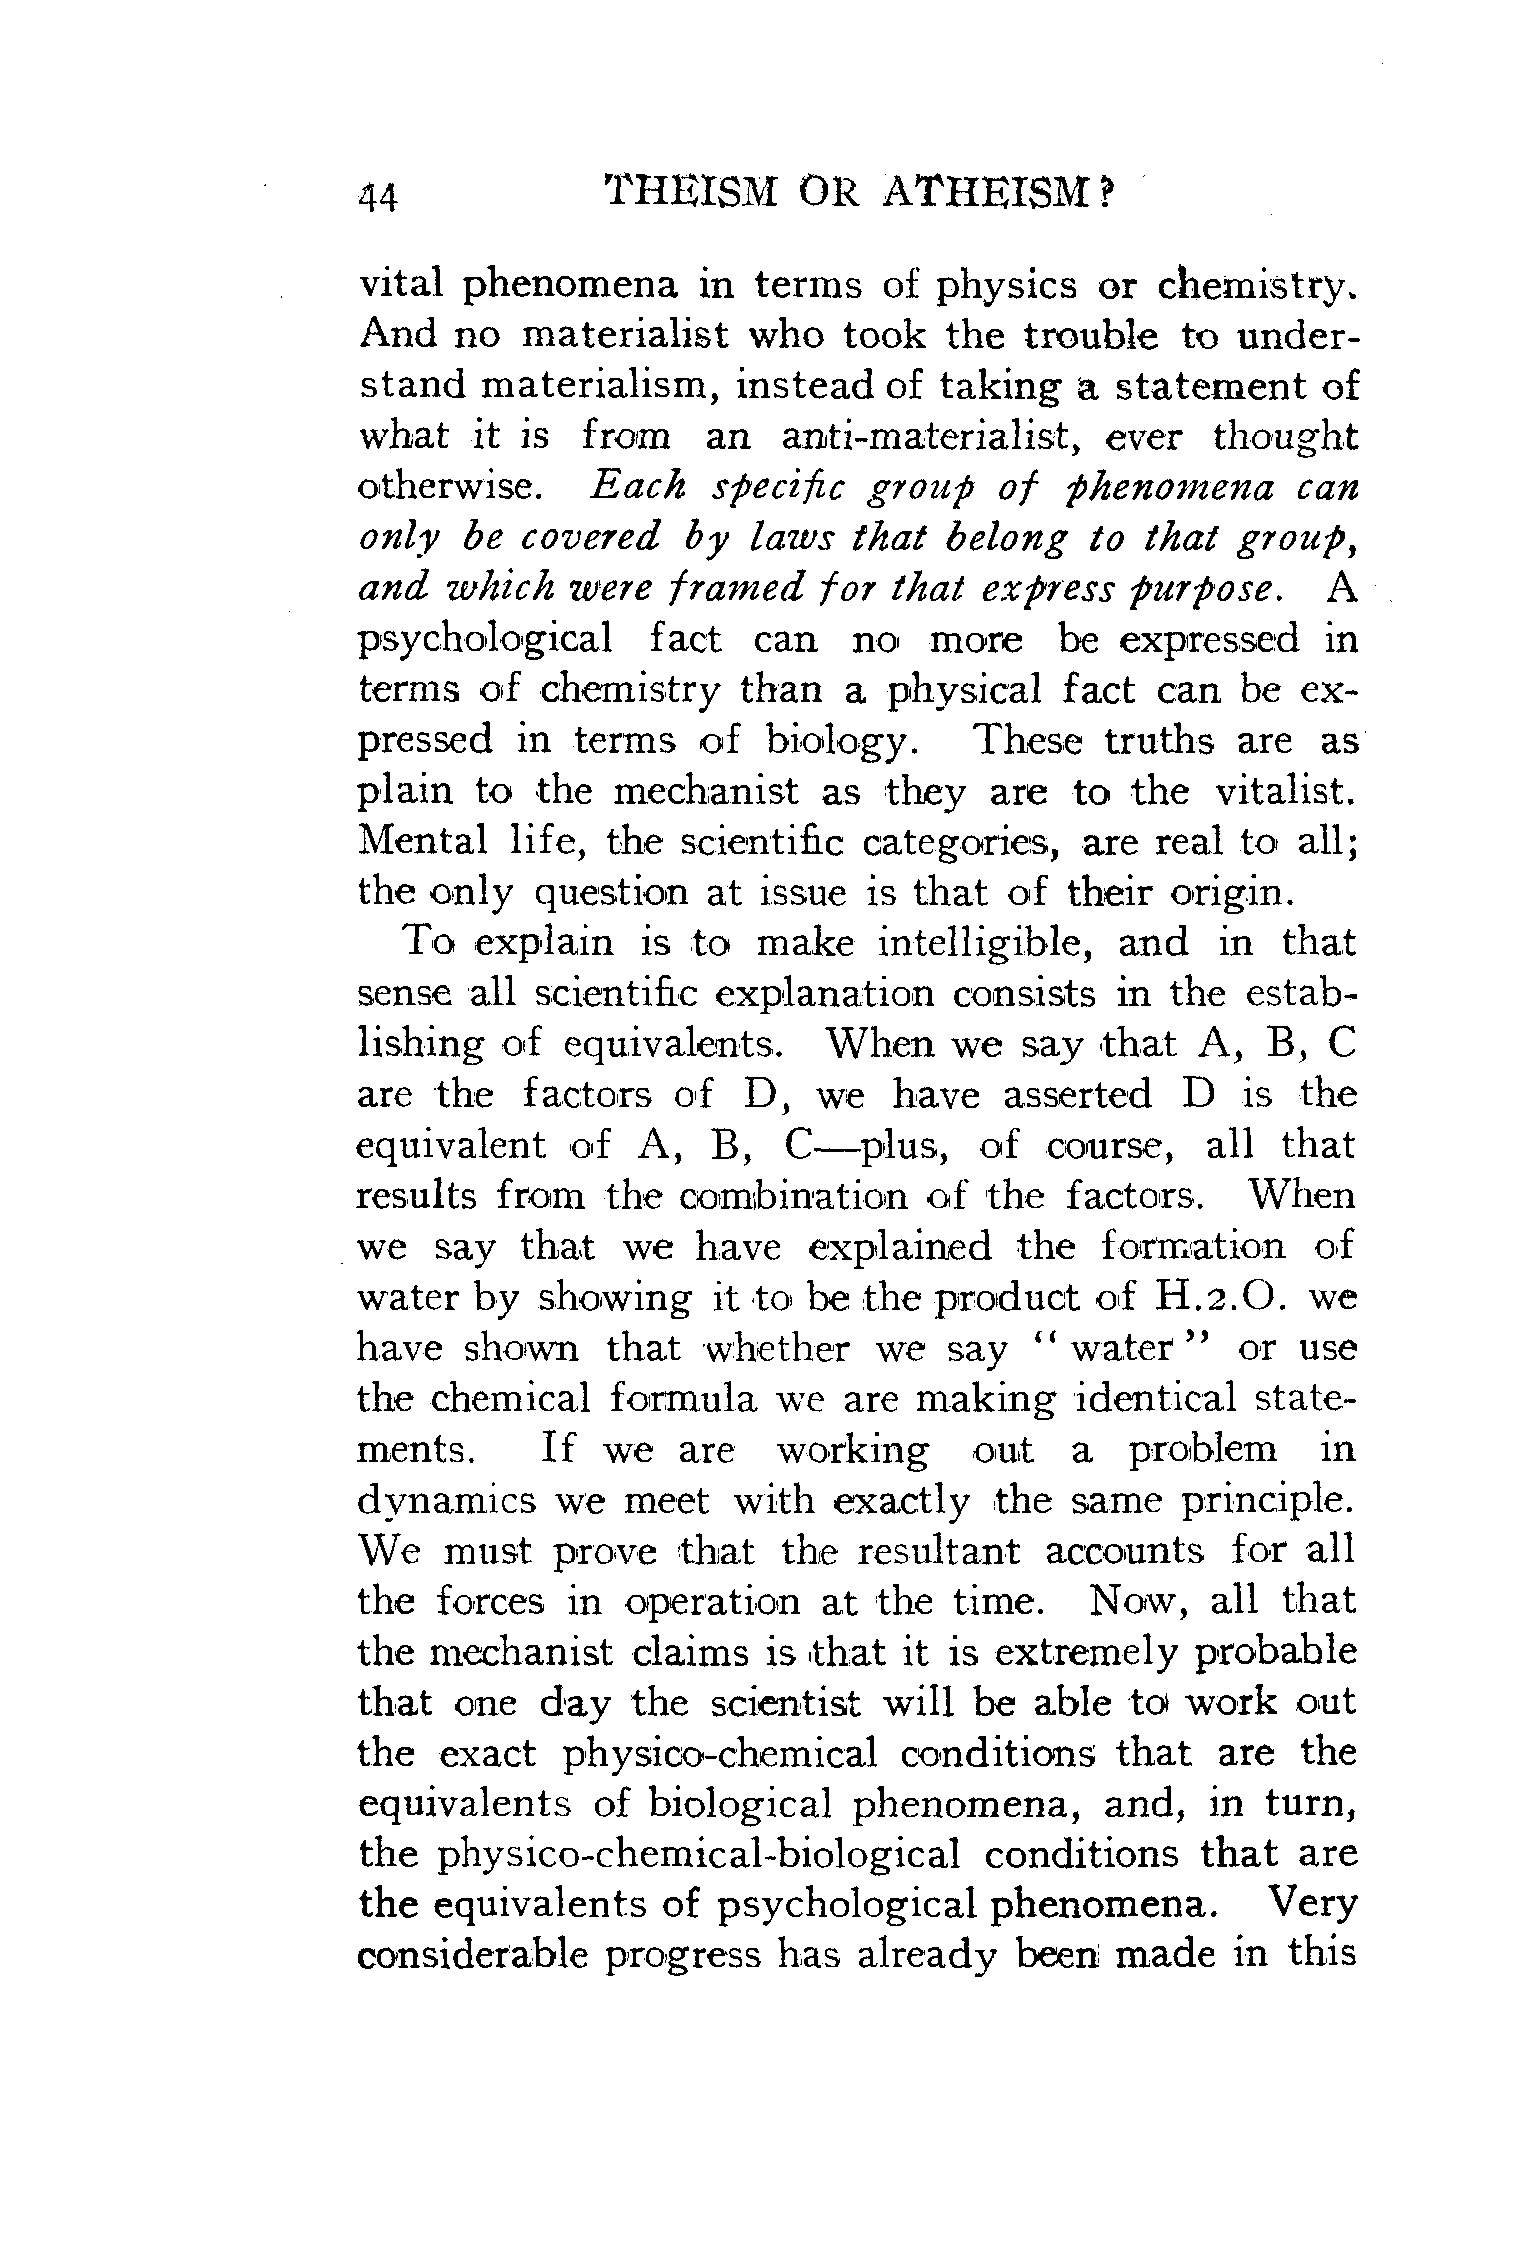 44 THEISM OR ATHEISM?
vital phenomena in terms of physics or chemistry.
And no materialist who took the trouble to under-
stand materialism, instead of taking a statement of
what it is from an anti-materialist, ever thought
otherwise. Each specific group of phenomena can
only be covered by laws that belong to that group,
and which were framed for that express purpose. A
psychological fact can no more be expressed in
terms of chemistry than a physical fact can be ex-
pressed in terms of biology. These truths are as
plain to the mechanist as they are to the vitalist.
Mental life, the scientific categories, are real to all;
the only question at issue is that of their origin.
To explain is to make intelligible, and in that
sense all scientific explanation consists in the estab-
lishing of equivalents. When we say that A, B, C
are the factors of D, we have asserted D is the
equivalent of A, B, C—plus, of course, all that
results from the combination of the factors. When
we say that we have explained the formation of
water by showing it to be the product of H.2.O. we
have shown that whether we say “ water ” or use
the chemical formula we are making identical state-
ments. If we are working out a problem in
dynamics we meet with exactly the same principle.
We must prove that the resultant accounts for all
the forces in operation at the time. Now, all that
the mechanist claims is that it is extremely probable
that one day the scientist will be able to work out
the exact physico-chemical conditions that are the
equivalents of biological phenomena, and, in turn,
the physico-chemical-biological conditions that are
the equivalents of psychological phenomena. Very
considerable progress has already been made in this